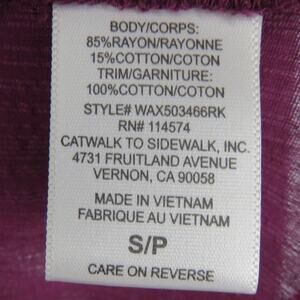 BODY/CORPS:
85%RAYON/RAYONNE
15%COTTON/COTON
TRIM/GARNITURE:
100%COTTON/COTON
STYLE# WAX503466RK
RN# 114574
CATWALK TO SIDEWALK, INC.
4731 FRUITLAND AVENUE
VERNON, CA 90058
MADE IN VIETNAM
FABRIQUE AU VIETNAM
S/P
CARE ON REVERSE